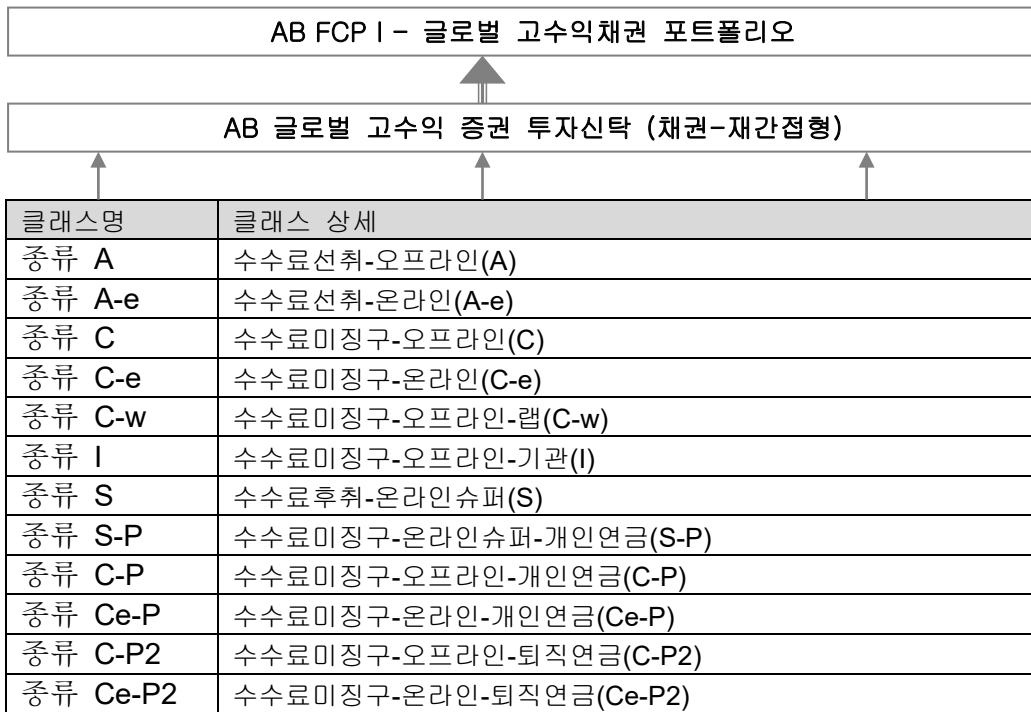 AB FCP I - 글로벌 고수익채권 포트폴리오
AB 글로벌 고수익 증권 투자신탁 (채권-재간접형)
클래스명 클래스 상세
종류 A 수수료선취-오프라인(A)
종류 A-e 수수료선취-온라인(A-e)
종류 C 수수료미징구-오프라인(C)
종류 C-e 수수료미징구-온라인(C-e)
종류 C-w 수수료미징구-오프라인-랩(C-w)
종류 I 수수료미징구-오프라인-기관(I)
종류 S 수수료후취-온라인슈퍼(S)
종류 S-P 수수료미징구-온라인슈퍼-개인연금(S-P)
종류 C-P 수수료미징구-오프라인-개인연금(C-P)
종류 Ce-P 수수료미징구-온라인-개인연금(Ce-P)
종류 C-P2 수수료미징구-오프라인-퇴직연금(C-P2)
종류 Ce-P2 수수료미징구-온라인-퇴직연금(Ce-P2)